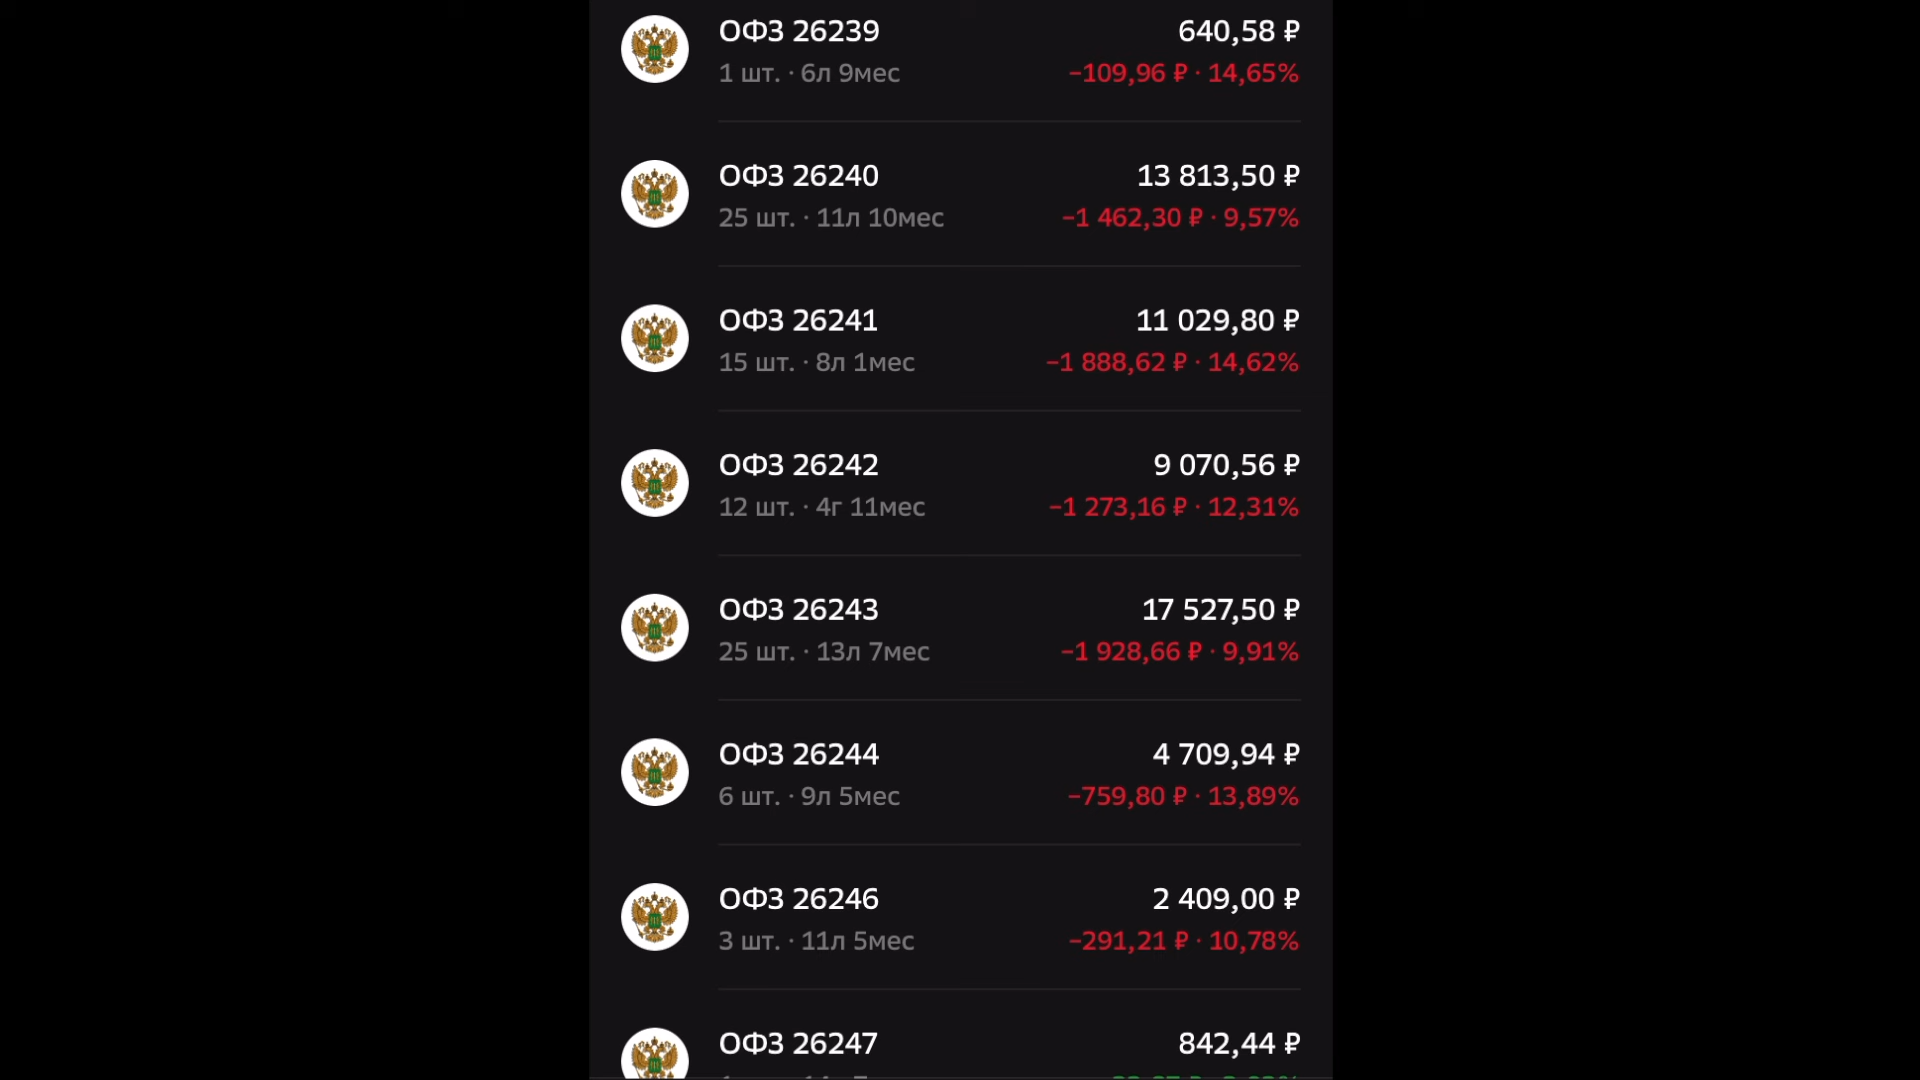 ОФЗ 26239
640,58 ₽
1 шт. · 6л 9мес
−109,96 ₽ · 14,65%
ОФЗ 26240
13 813,50 ₽
25 шт. · 11л 10мес
−1 462,30 ₽ · 9,57%
ОФЗ 26241
11 029,80 ₽
15 шт. · 8л 1мес
−1 888,62 ₽ · 14,62%
ОФЗ 26242
9 070,56 ₽
12 шт. · 4г 11мес
−1 273,16 ₽ · 12,31%
ОФЗ 26243
17 527,50 ₽
25 шт. · 13л 7мес
−1 928,66 ₽ · 9,91%
ОФЗ 26244
4 709,94 ₽
6 шт. · 9л 5мес
−759,80 ₽ · 13,89%
ОФЗ 26246
2 409,00 ₽
3 шт. · 11л 5мес
−291,21 ₽ · 10,78%
ОФЗ 26247
842,44 ₽